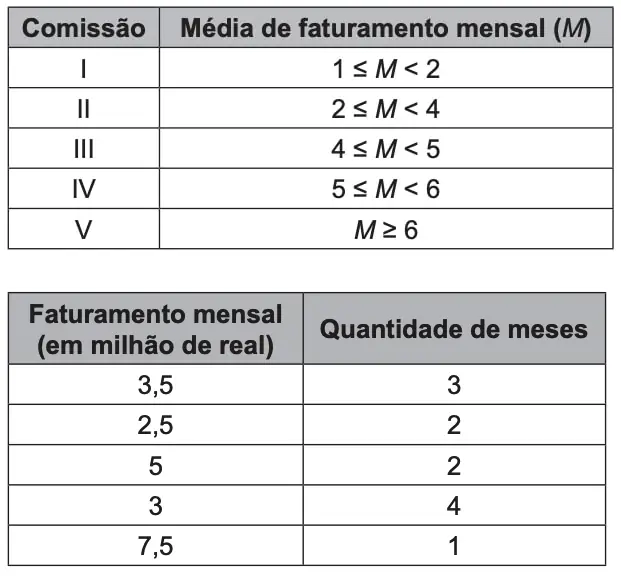 Comissão Média de faturamento mensal (M)
I 1 ≤ M < 2
II 2 ≤ M < 4
III 4 ≤ M < 5
IV 5 ≤ M < 6
V M ≥ 6
Faturamento mensal
(em milhão de real) Quantidade de meses
3,5 3
2,5 2
5 2
3 4
7,5 1